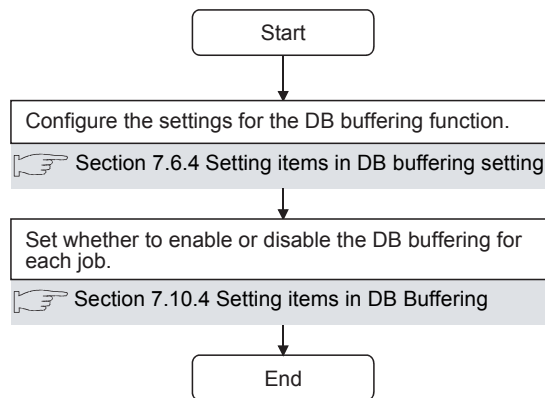 Start
Configure the settings for the DB buffering function.
Section 7.6.4 Setting items in DB buffering setting
Set whether to enable or disable the DB buffering for
each job.
Section 7.10.4 Setting items in DB Buffering
End